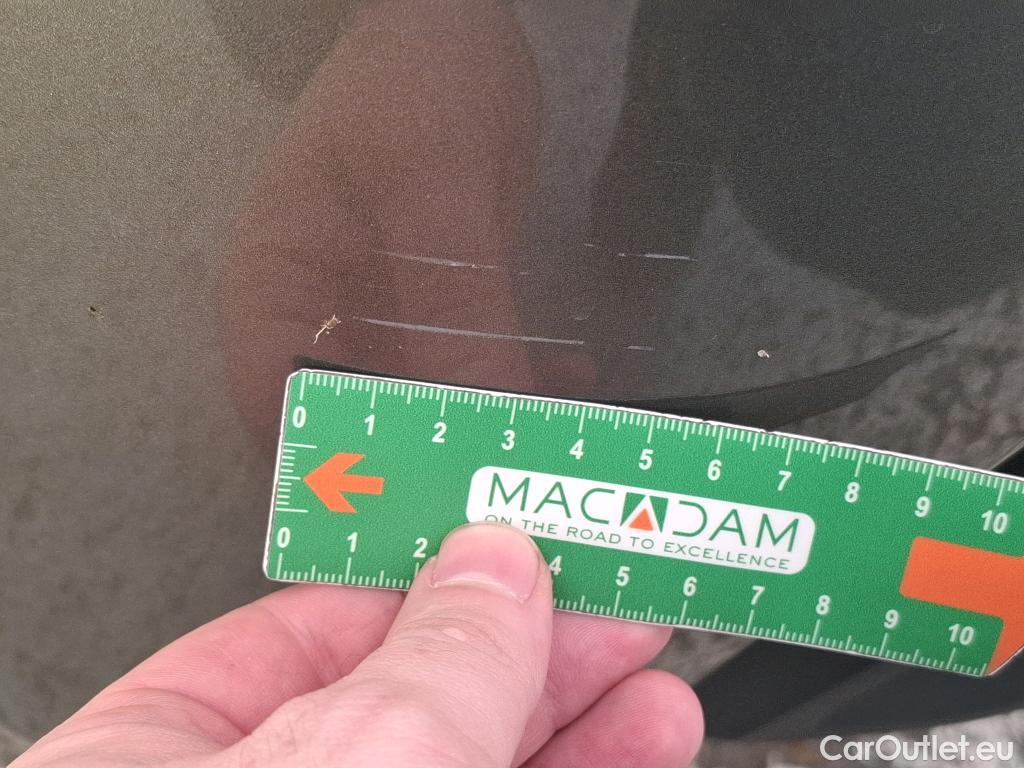 0 1 2 3 4 5 6 7 8 9 10
MACADAM
ON THE ROAD TO EXCELLENCE
0 1 2 4 5 6 7 8 9 10
CarOutlet.eu